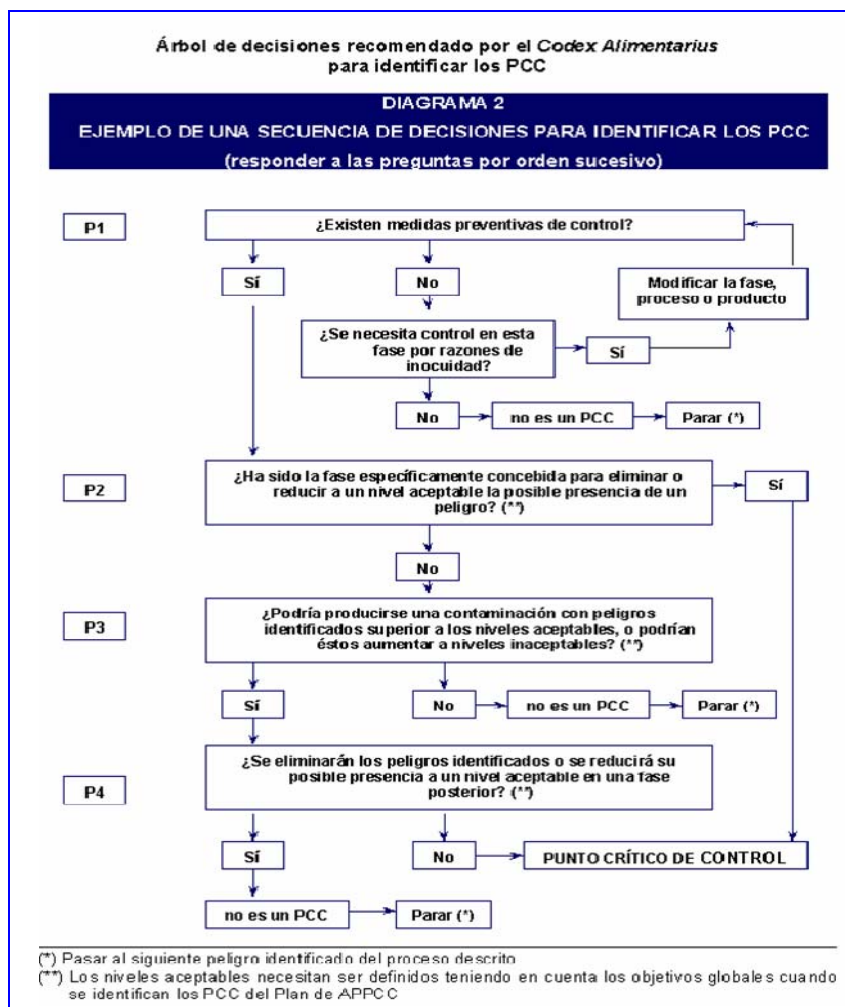 Árbol de decisiones recomendado por el Codex Alimentarius
para identificar los PCC
DIAGRAMA 2
EJEMPLO DE UNA SECUENCIA DE DECISIONES PARA IDENTIFICAR LOS PCC
(responder a las preguntas por orden sucesivo)
P1
¿Existen medidas preventivas de control?
Sí
No
Modificar la fase,
proceso o producto
¿Se necesita control en esta
fase por razones de
inocuidad?
Sí
No
no es un PCC
Parar (*)
P2
¿Ha sido la fase específicamente concebida para eliminar o
reducir a un nivel aceptable la posible presencia de un
peligro? (**)
Sí
No
P3
¿Podría producirse una contaminación con peligros
identificados superior a los niveles aceptables, o podrían
éstos aumentar a niveles inaceptables? (**)
Sí
No
no es un PCC
Parar (*)
P4
¿Se eliminarán los peligros identificados o se reducirá su
posible presencia a un nivel aceptable en una fase
posterior? (**)
Sí
No
PUNTO CRÍTICO DE CONTROL
no es un PCC
Parar (*)
(*) Pasar al siguiente peligro identificado del proceso descrito
(**) Los niveles aceptables necesitan ser definidos teniendo en cuenta los objetivos globales cuando
se identifican los PCC del Plan de APPCC